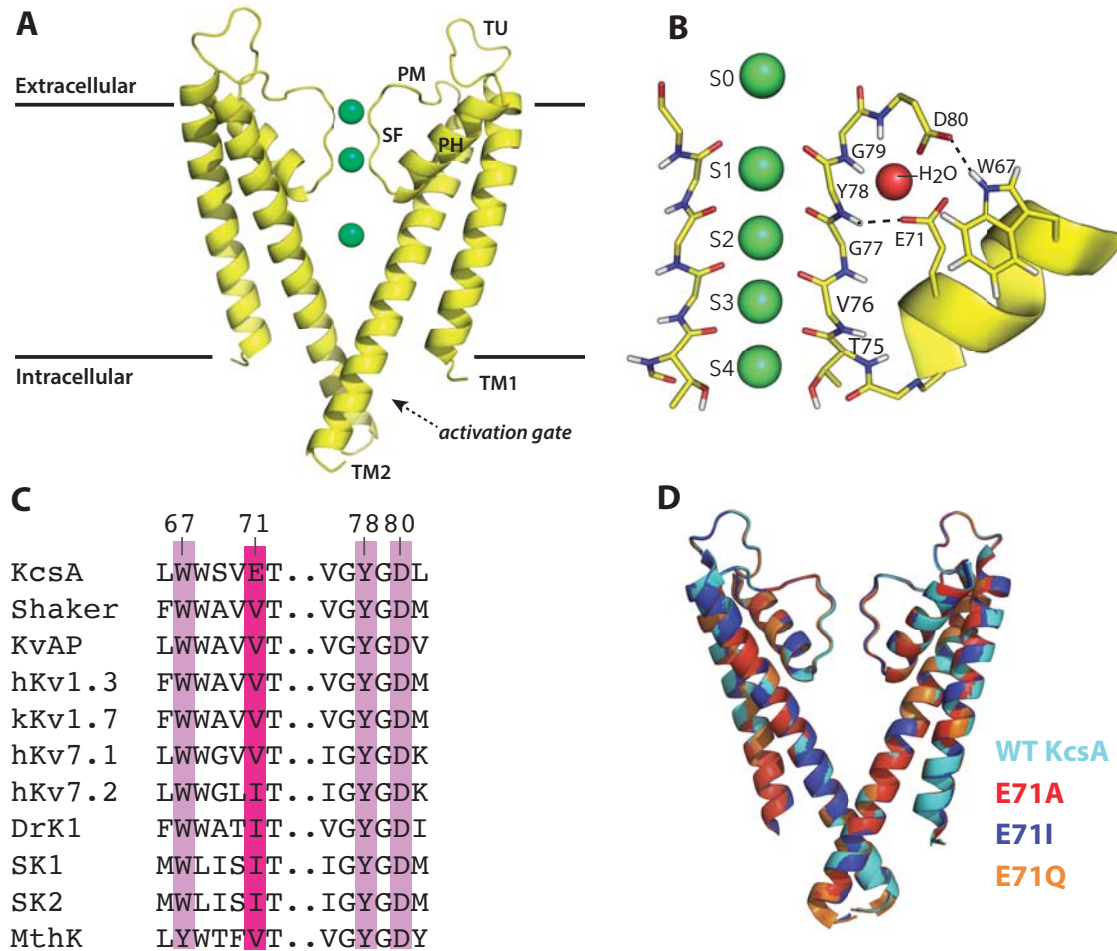 A
TU
Extracellular
PM
SF
PH
Intracellular
TM1
activation gate
TM2
B
S0
D80
G79
W67
S1
H2O
Y78
S2
E71
G77
S3
V76
T75
S4
C
67 71 78 80
KcsA LWWSVET..VGYGDL
Shaker FWWAVVT..VGYGDM
KvAP LWWAVVT..VGYGDV
hKv1.3 FWWAVVT..VGYGDM
kKv1.7 FWWAVVT..VGYGDM
hKv7.1 LWWGVVT..IGYGDK
hKv7.2 LWWGLIT..IGYGDK
DrK1 FWWATIT..VGYGDI
SK1 MWLISIT..IGYGDM
SK2 MWLISIT..IGYGDM
MthK LYWTFVT..VGYGDY
D
WT KcsA
E71A
E71I
E71Q